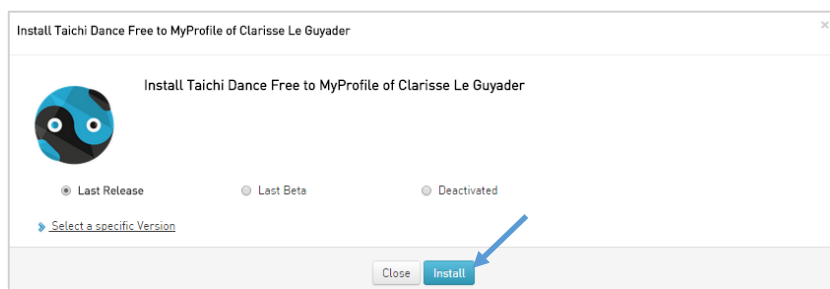 Install Taichi Dance Free to MyProfile of Clarisse Le Guyader
×
Install Taichi Dance Free to MyProfile of Clarisse Le Guyader
Last Release Last Beta Deactivated
Select a specific Version
Close Install